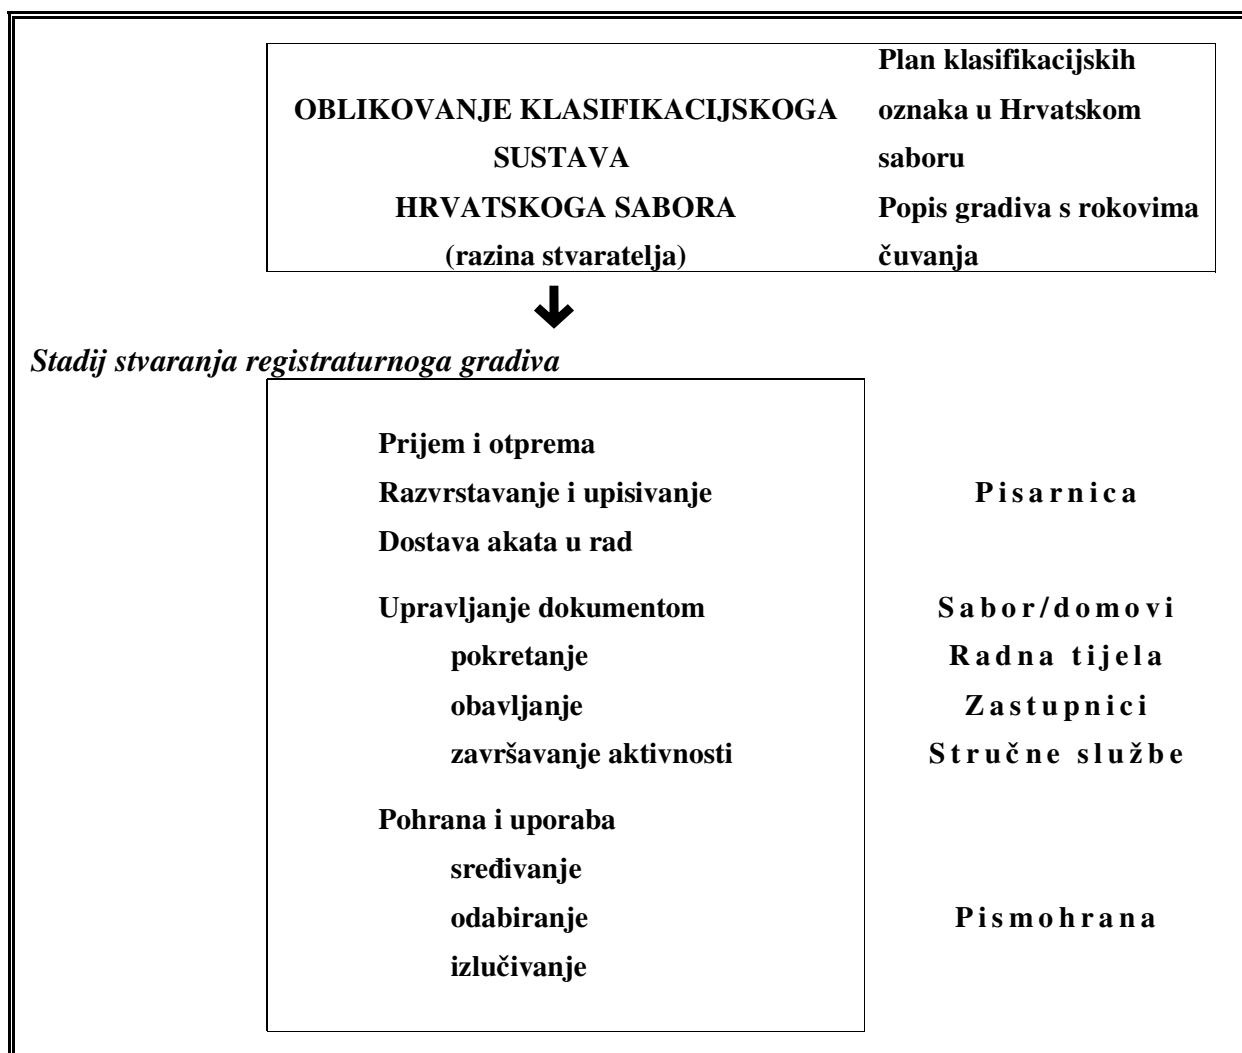 Plan klasifikacijskih
OBLIKOVANJE KLASIFIKACIJSKOGA oznaka u Hrvatskom
SUSTAVA saboru
HRVATSKOGA SABORA Popis gradiva s rokovima
(razina stvaratelja) čuvanja
Stadij stvaranja registraturnoga gradiva
Prijem i otprema
Razvrstavanje i upisivanje Pisarnica
Dostava akata u rad
Upravljanje dokumentom Sabor/domovi
pokretanje Radna tijela
obavljanje Zastupnici
završavanje aktivnosti Stručne službe
Pohrana i uporaba
sređivanje
odabiranje Pismohrana
izlučivanje